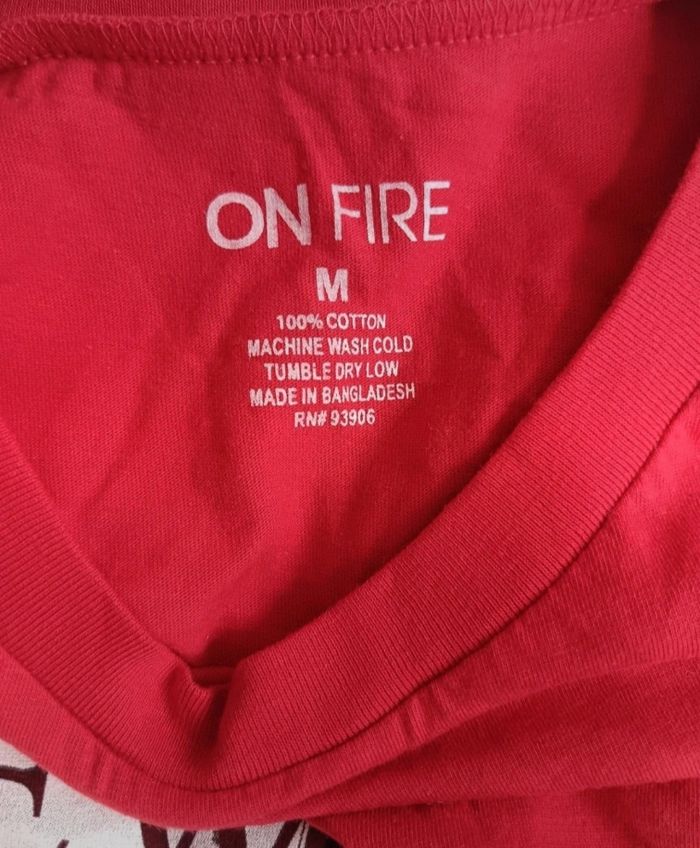 ON FIRE
M
100% COTTON
MACHINE WASH COLD
TUMBLE DRY LOW
MADE IN BANGLADESH
RN# 93906